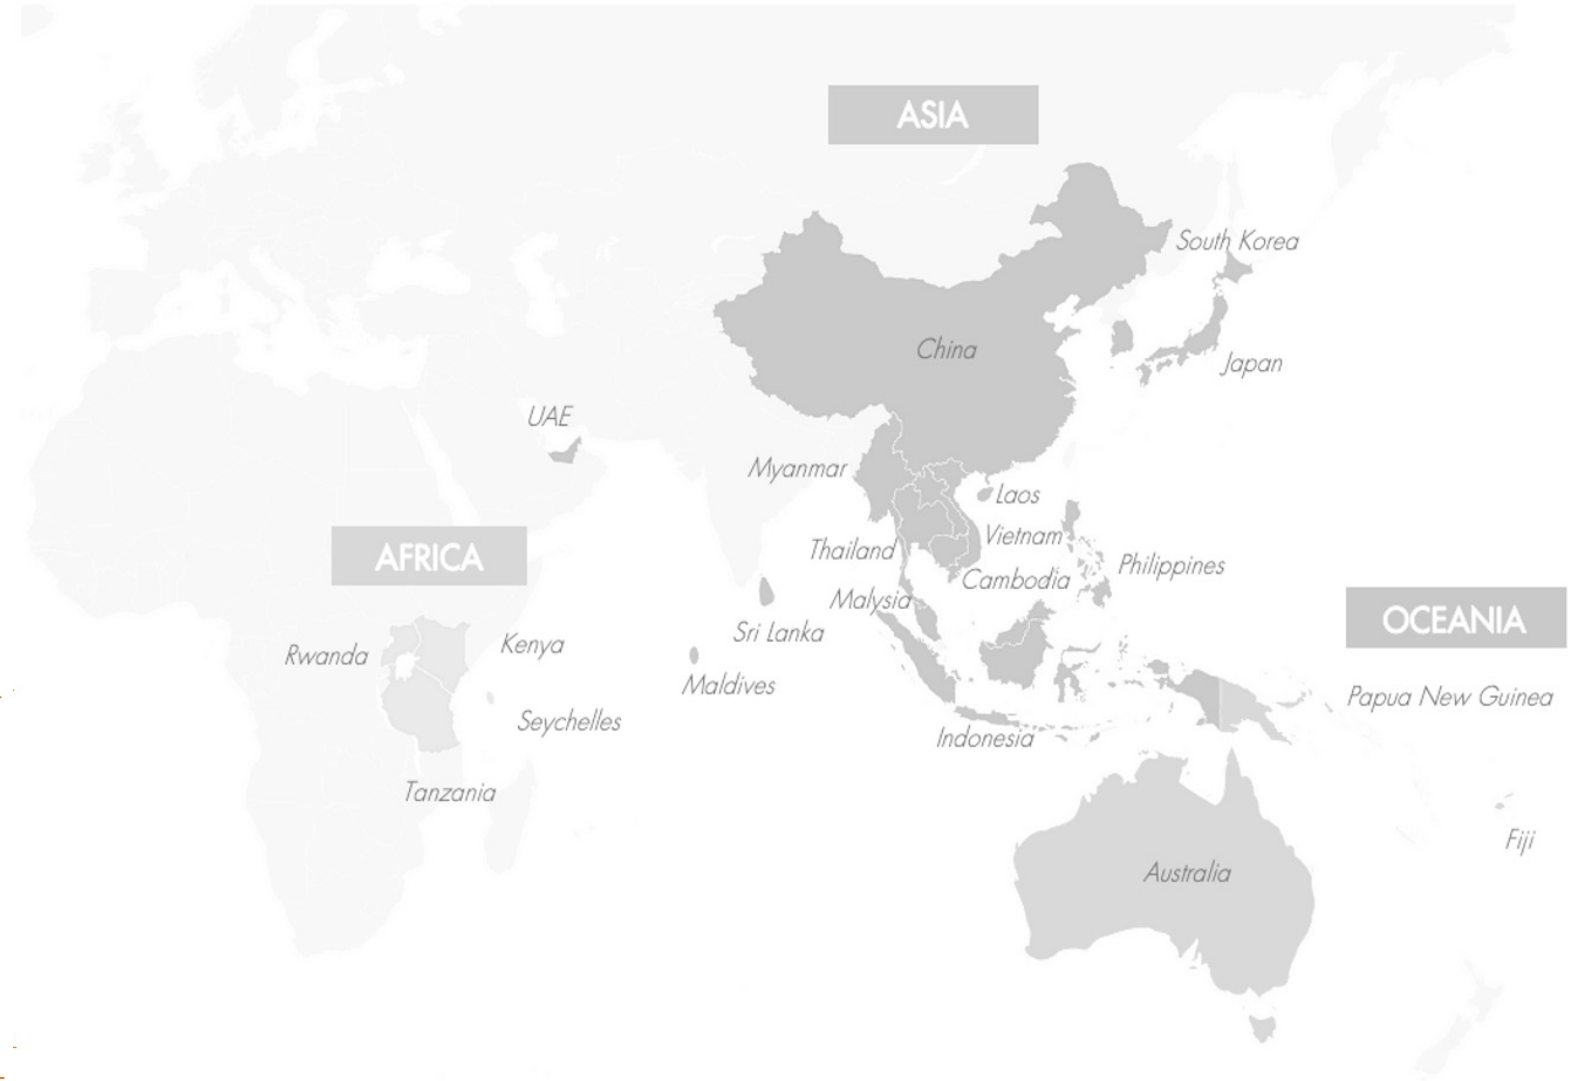 ASIA
South Korea
China
Japan
UAE
Myanmar
Laos
Vietnam
Thailand
Philippines
Cambodia
AFRICA
Malysia
OCEANIA
Sri Lanka
Kenya
Rwanda
Maldives
Papua New Guinea
Seychelles
Indonesia
Tanzania
Fiji
Australia